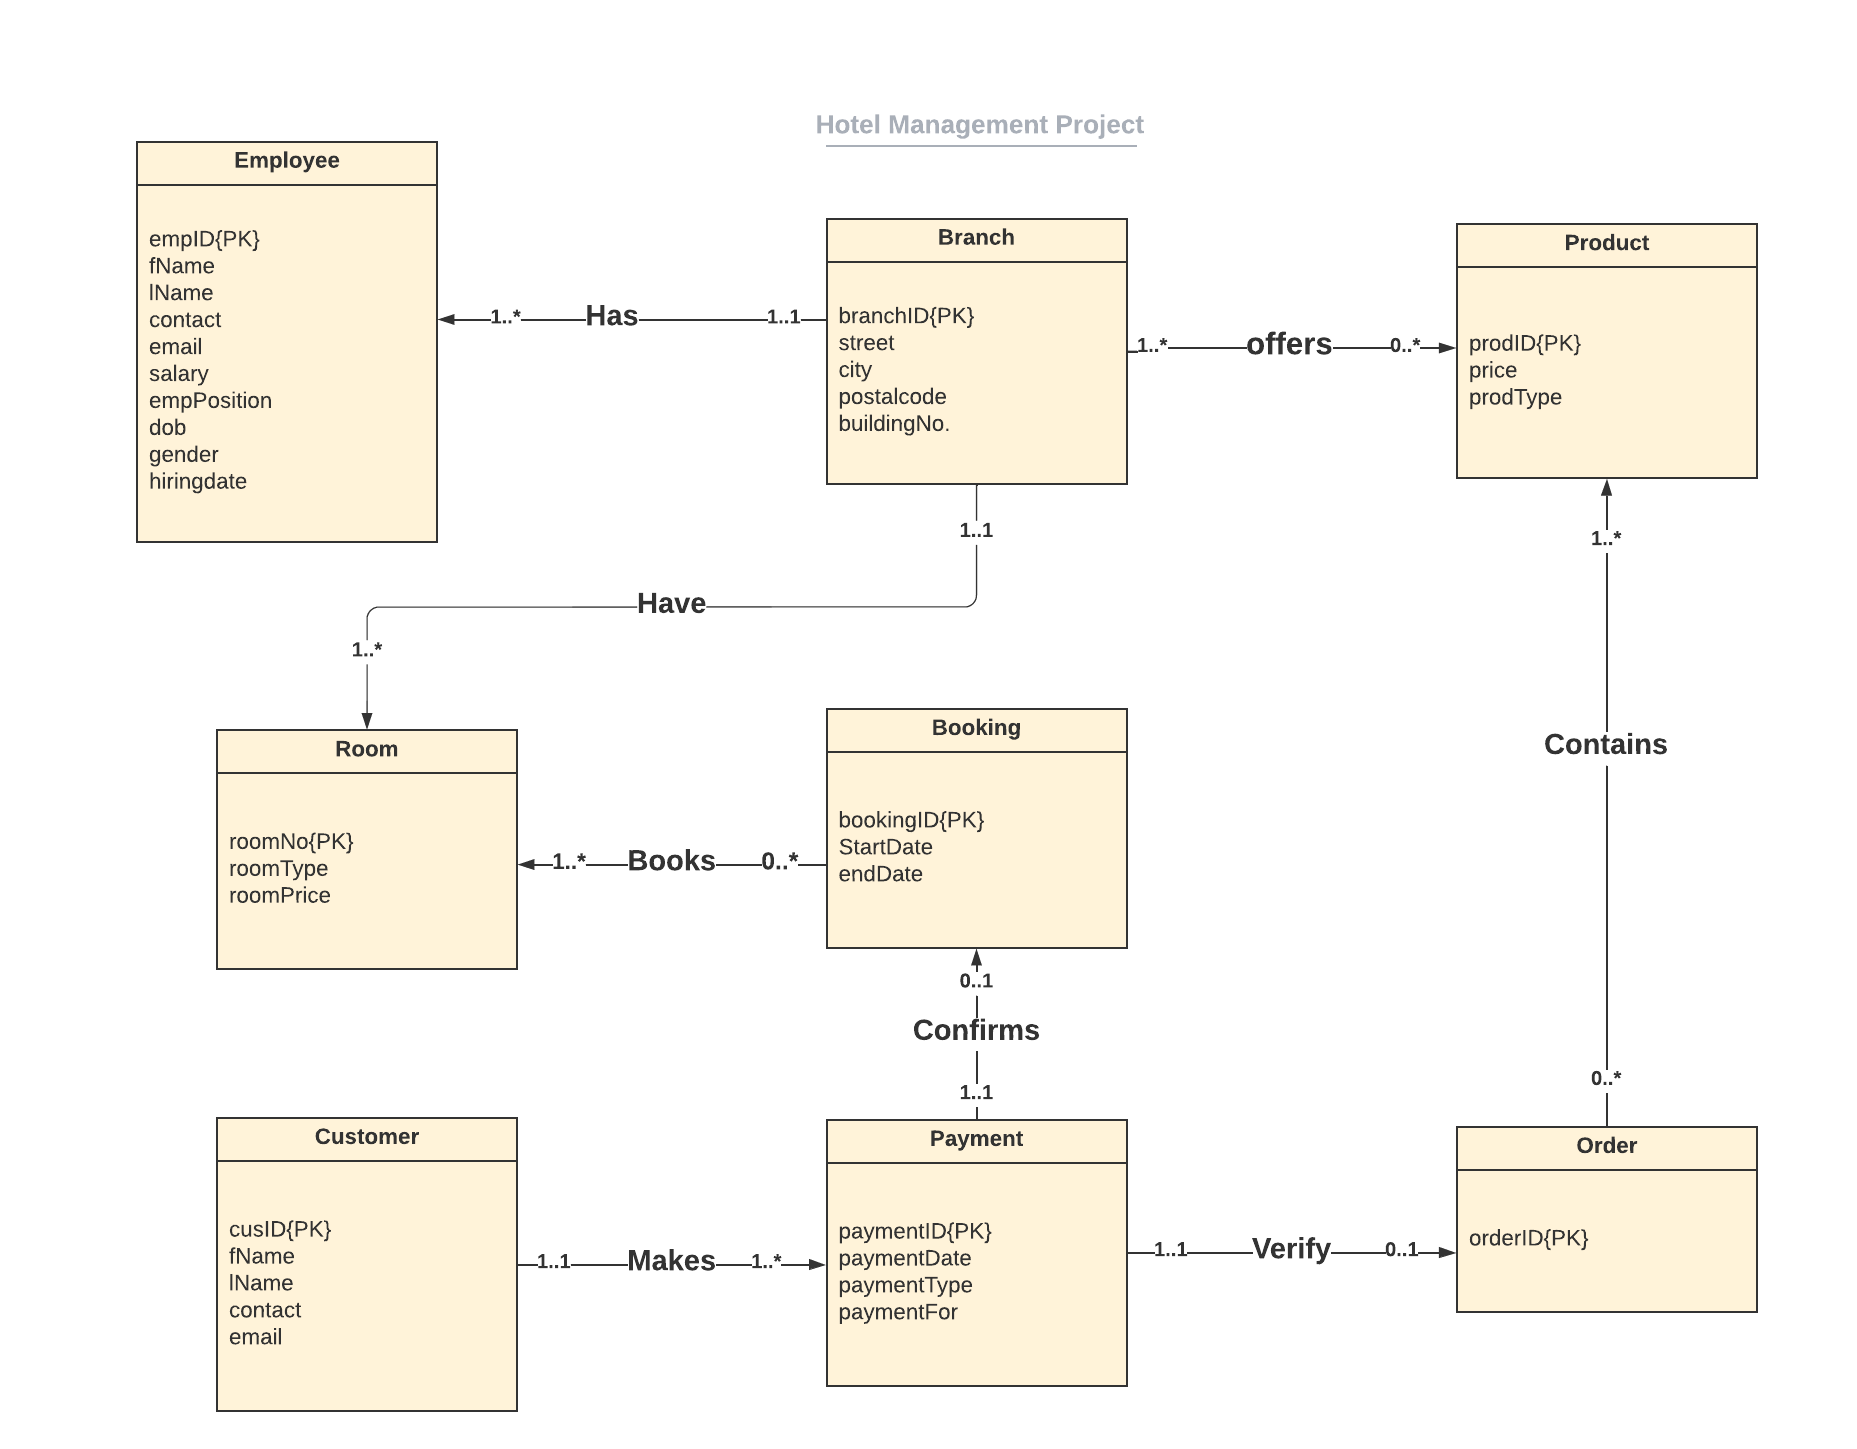 Hotel Management Project
Employee
empID{PK}
fName
lName
contact
email
salary
empPosition
dob
gender
hiringdate
1..*
Has
1..1
Branch
branchID{PK}
street
city
postalcode
buildingNo.
1..*
offers
0..*
Product
prodID{PK}
price
prodType
1..1
Have
1..*
1..*
Contains
0..*
Room
roomNo{PK}
roomType
roomPrice
1..*
Books
0..*
Booking
bookingID{PK}
StartDate
endDate
0..1
Confirms
1..1
Customer
cusID{PK}
fName
lName
contact
email
1..1
Makes
1..*
Payment
paymentID{PK}
paymentDate
paymentType
paymentFor
1..1
Verify
0..1
Order
orderID{PK}